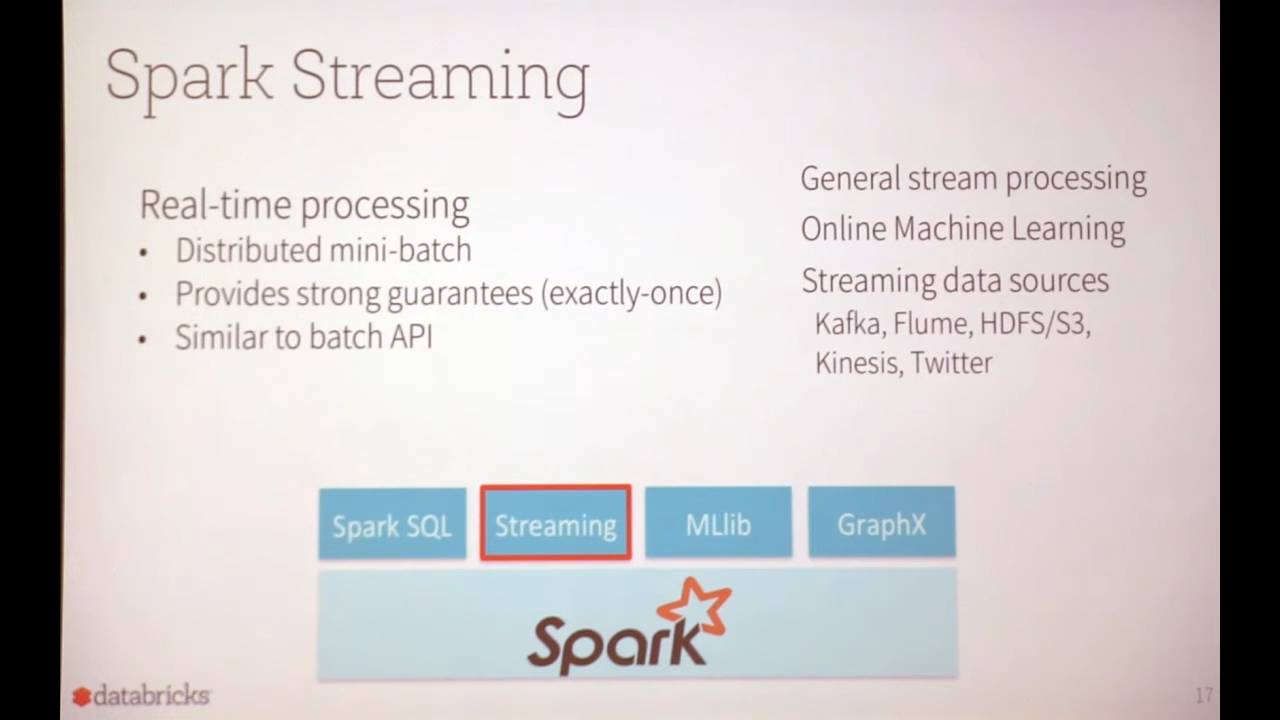 Spark Streaming
Real-time processing
• Distributed mini-batch
• Provides strong guarantees (exactly-once)
• Similar to batch API
General stream processing
Online Machine Learning
Streaming data sources
Kafka, Flume, HDFS/S3,
Kinesis, Twitter
Spark SQL
Streaming
MLlib
GraphX
Spark
databricks
17